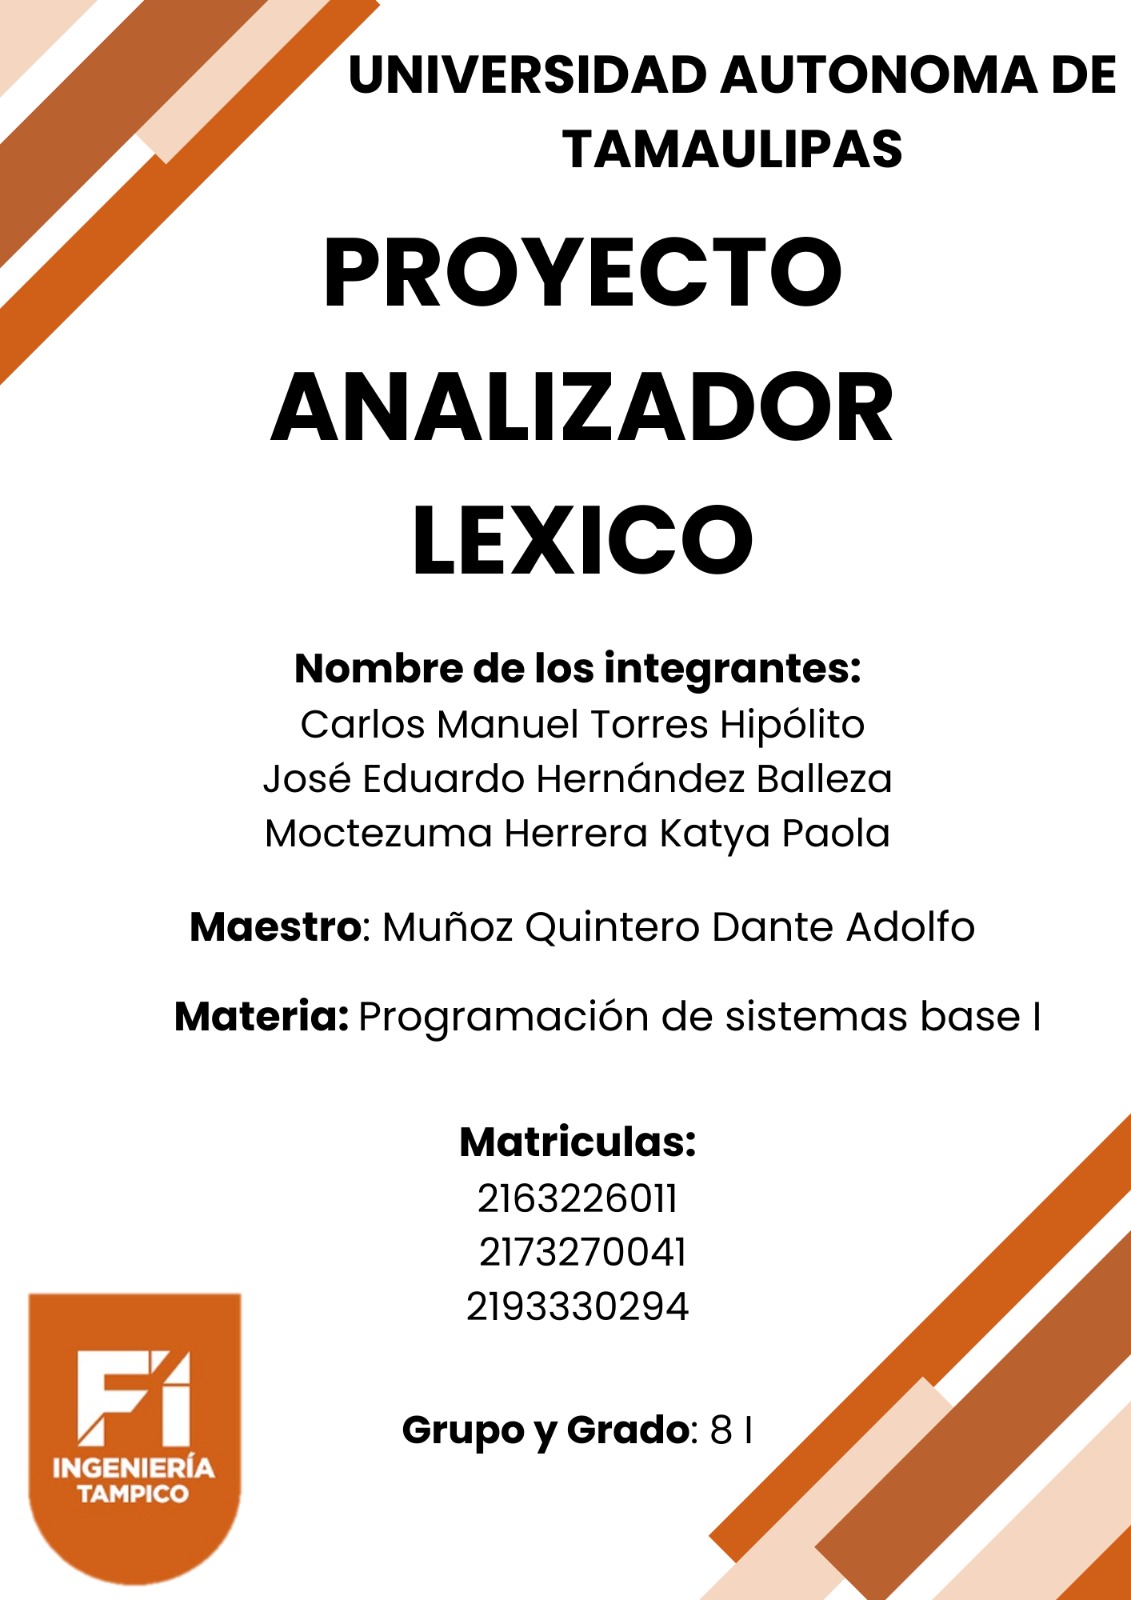 UNIVERSIDAD AUTONOMA DE
TAMAULIPAS
PROYECTO
ANALIZADOR
LEXICO
Nombre de los integrantes:
Carlos Manuel Torres Hipólito
José Eduardo Hernández Balleza
Moctezuma Herrera Katya Paola
Maestro: Muñoz Quintero Dante Adolfo
Materia: Programación de sistemas base I
Matriculas:
2163226011
2173270041
2193330294
Grupo y Grado: 8 I
FI
INGENIERÍA
TAMPICO